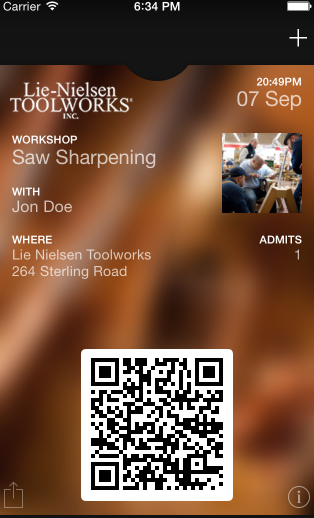 Carrier 6:34 PM
Lie-Nielsen
TOOLWORKS®
INC.
20:49PM
07 Sep
WORKSHOP
Saw Sharpening
WITH
Jon Doe
WHERE
Lie Nielsen Toolworks
264 Sterling Road
ADMITS
1